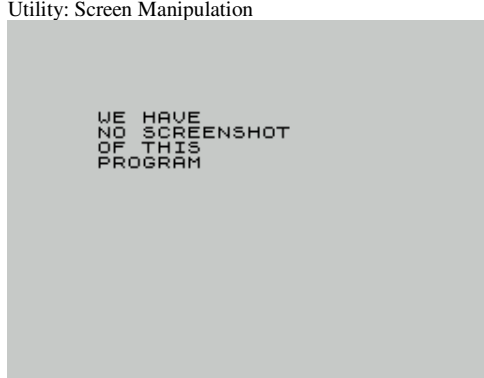 Utility: Screen Manipulation
WE HAVE
NO SCREENSHOT
OF THIS
PROGRAM